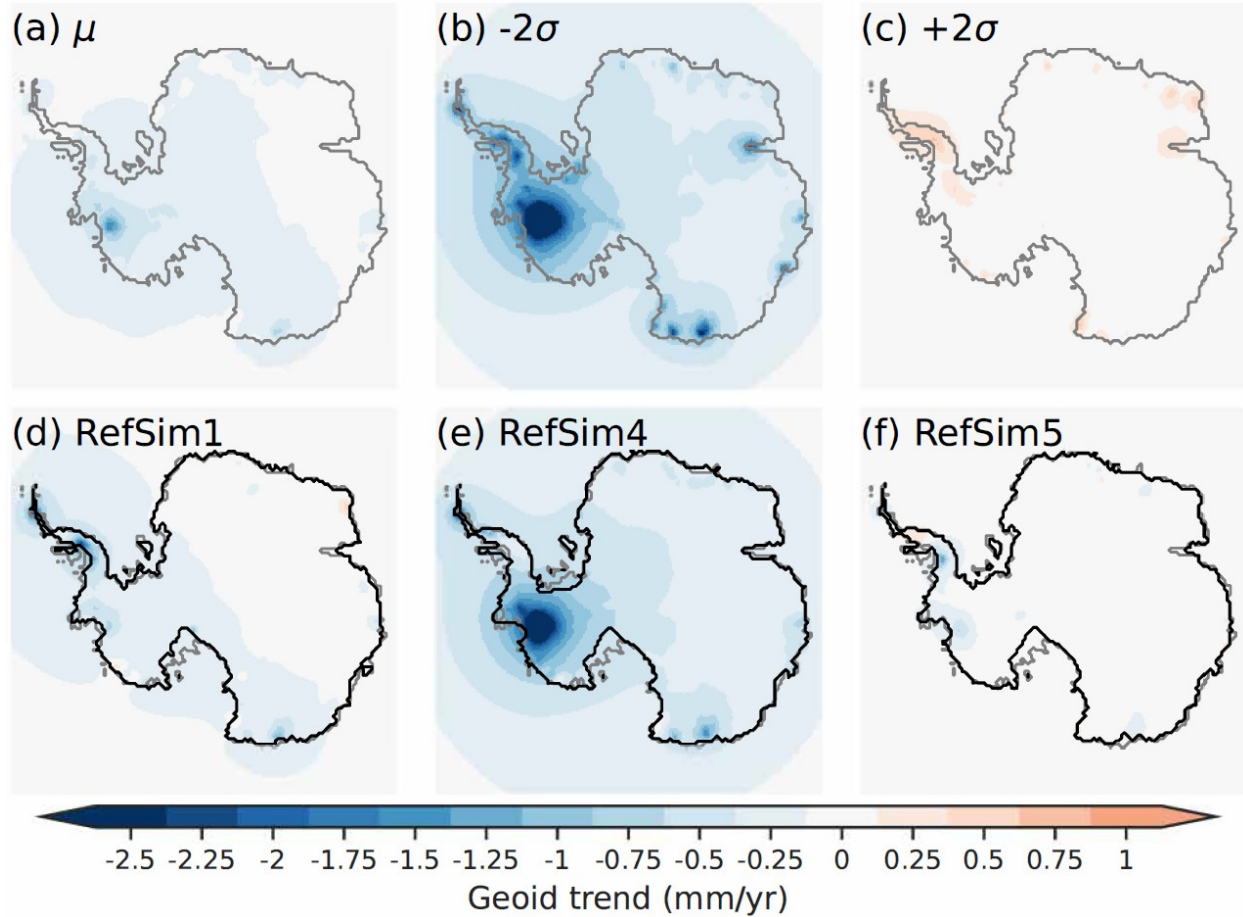 (a) μ
(b) -2σ
(c) +2σ
(d) RefSim1
(e) RefSim4
(f) RefSim5
-2.5 -2.25 -2 -1.75 -1.5 -1.25 -1 -0.75 -0.5 -0.25 0 0.25 0.5 0.75 1
Geoid trend (mm/yr)